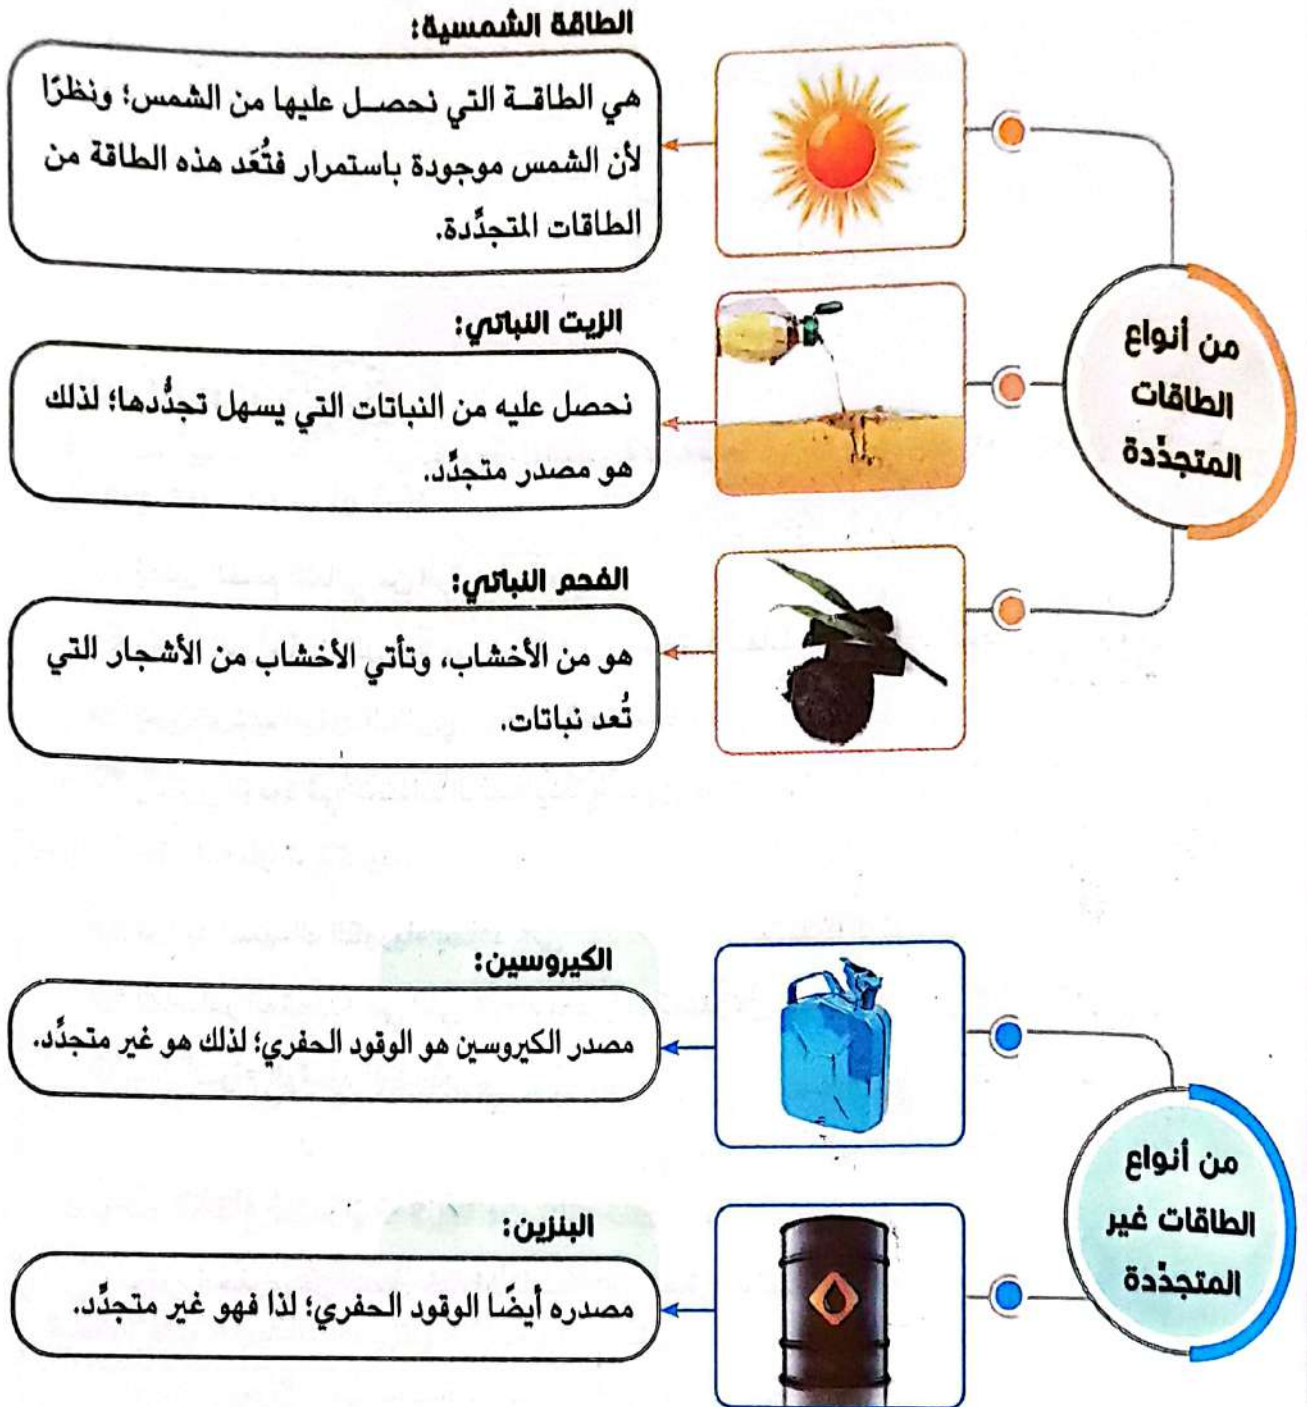 من أنواع
الطاقات
المتجدّدة
الطاقة الشمسية:
هي الطاقة التي نحصل عليها من الشمس؛ ونظرًا
لأن الشمس موجودة باستمرار فتُعَد هذه الطاقة من
الطاقات المتجدِّدة.
الزيت النباتي:
نحصل عليه من النباتات التي يسهل تجدُّدها؛ لذلك
هو مصدر متجدِّد.
الفحم النباتي:
هو من الأخشاب، وتأتي الأخشاب من الأشجار التي
تُعد نباتات.
من أنواع
الطاقات غير
المتجدّدة
الكيروسين:
مصدر الكيروسين هو الوقود الحفري؛ لذلك هو غير متجدِّد.
البنزين:
مصدره أيضًا الوقود الحفري؛ لذا فهو غير متجدِّد.